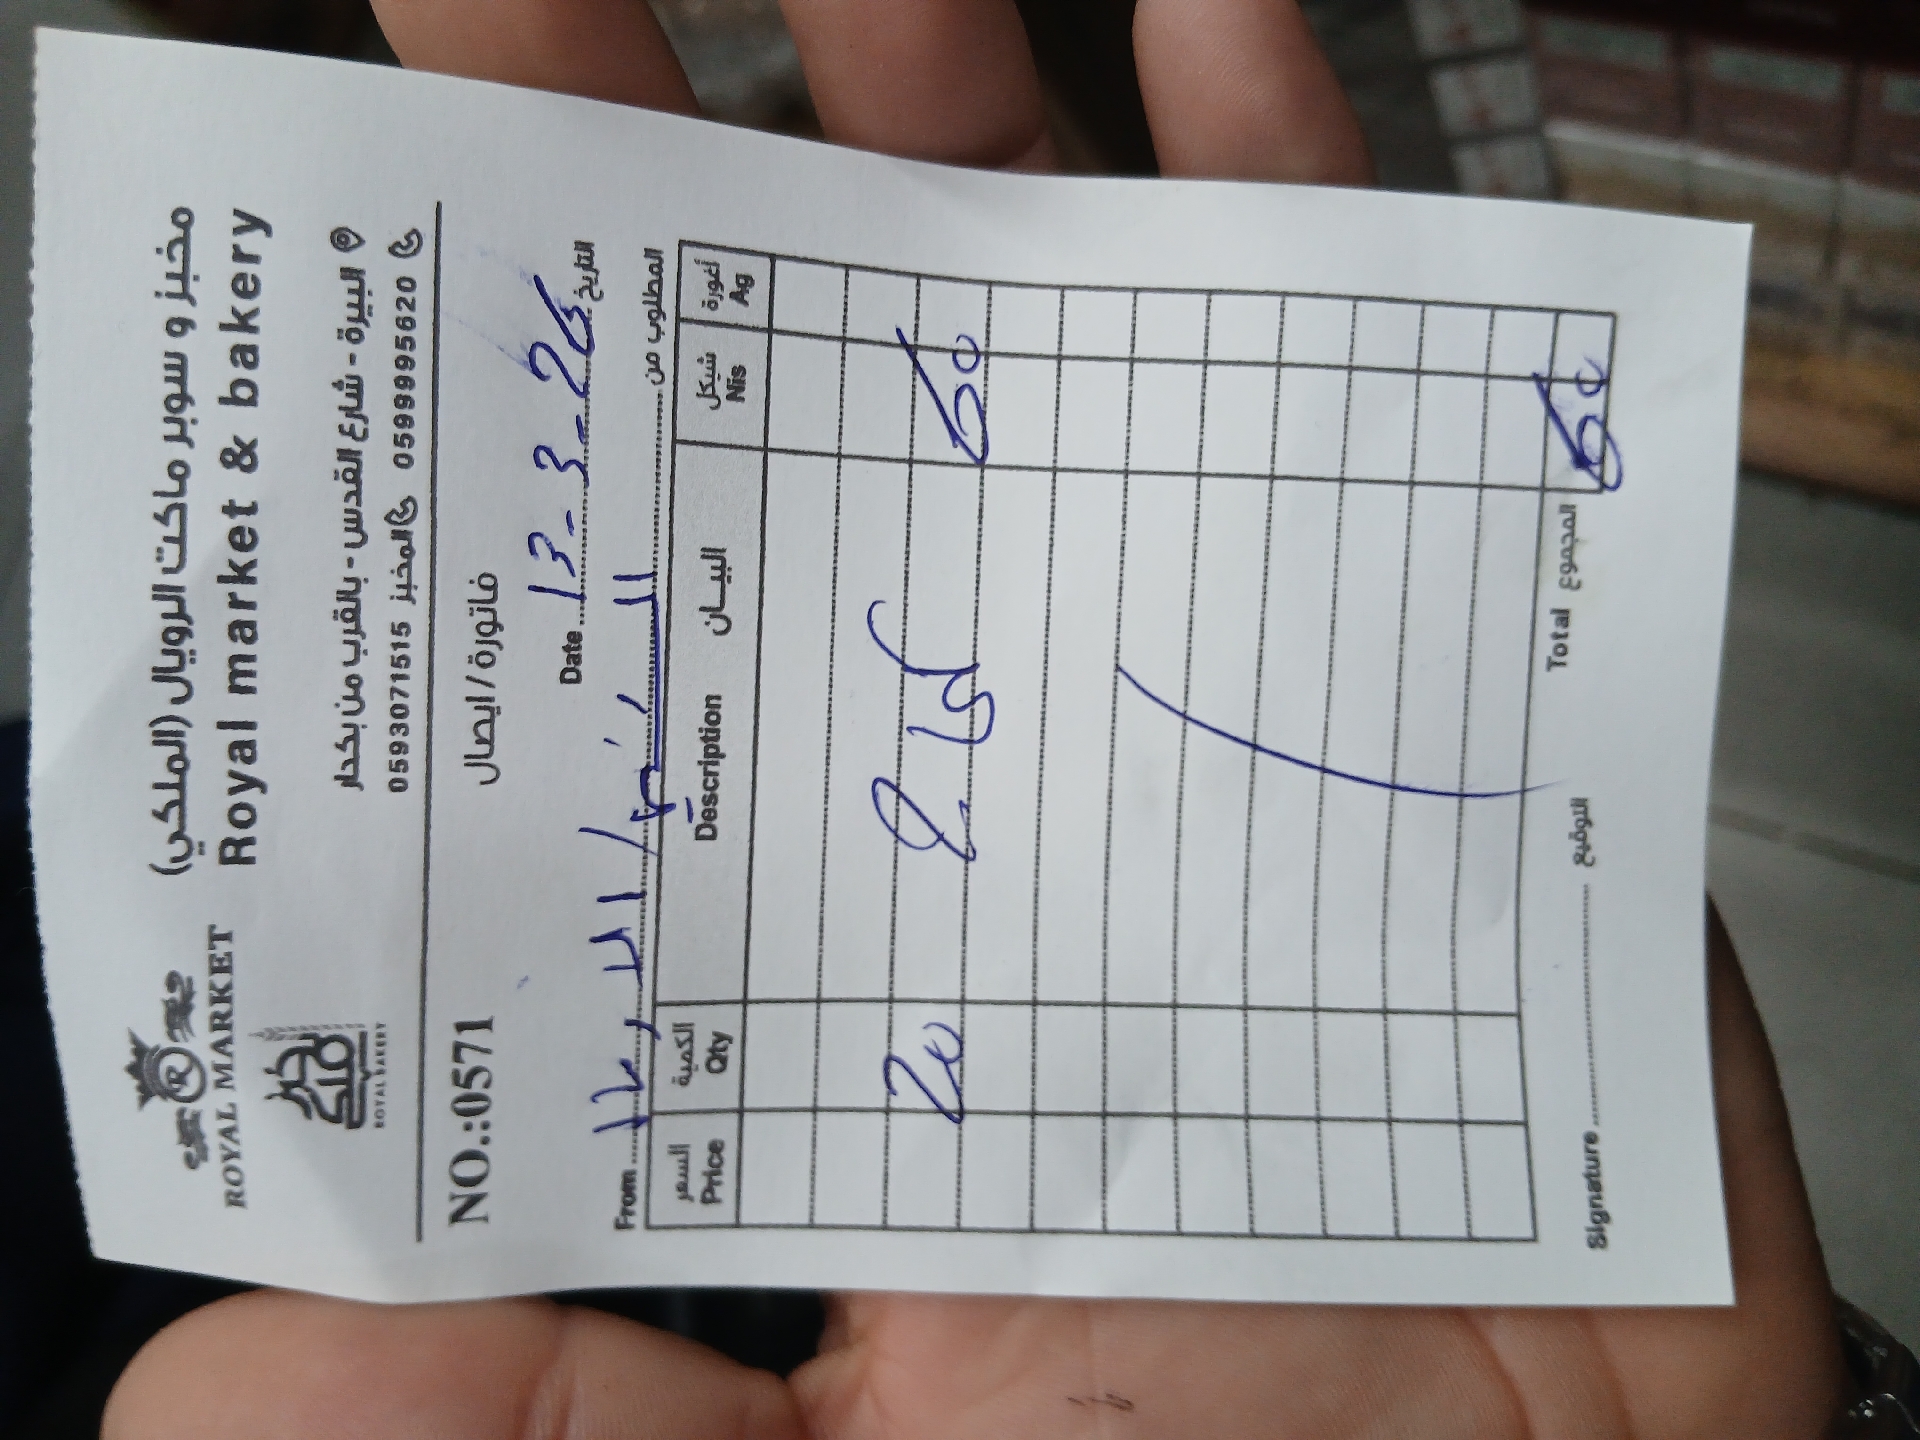 مخبز و سوبر ماركت الرويال (الملكي)
Royal market & bakery
ROYAL MARKET
ROYAL BAKERY
البيرة - شارع القدس - بالقرب من بكدار
0599995620 المخبز 0593071515
فاتورة / ايصال
NO.:0571
Date 13-3-26 التاريخ
From المطلوب من
السعر الكمية البيــان شيكل أغورة
Price Qty Description Nis Ag
20 60
Total المجموع 60
Signature التوقيع